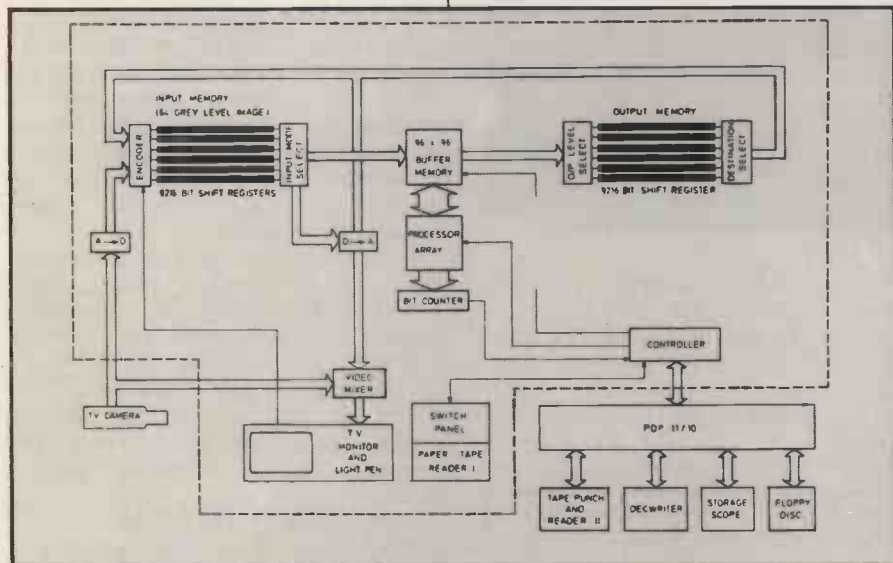 INPUT MEMORY
(64 GREY LEVEL IMAGE)
ENCODER
INPUT MODE
SELECT
9216 BIT SHIFT REGISTERS
96 x 96
BUFFER
MEMORY
OUTPUT MEMORY
O/P LEVEL
SELECT
DESTINATION
SELECT
9216 BIT SHIFT REGISTER
A → D
D → A
PROCESSOR
ARRAY
BIT COUNTER
CONTROLLER
VIDEO
MIXER
TV CAMERA
TV
MONITOR
AND
LIGHT PEN
SWITCH
PANEL
PAPER TAPE
READER I
PDP 11/10
TAPE PUNCH
AND
READER II
DECWRITER
STORAGE
SCOPE
FLOPPY
DISC